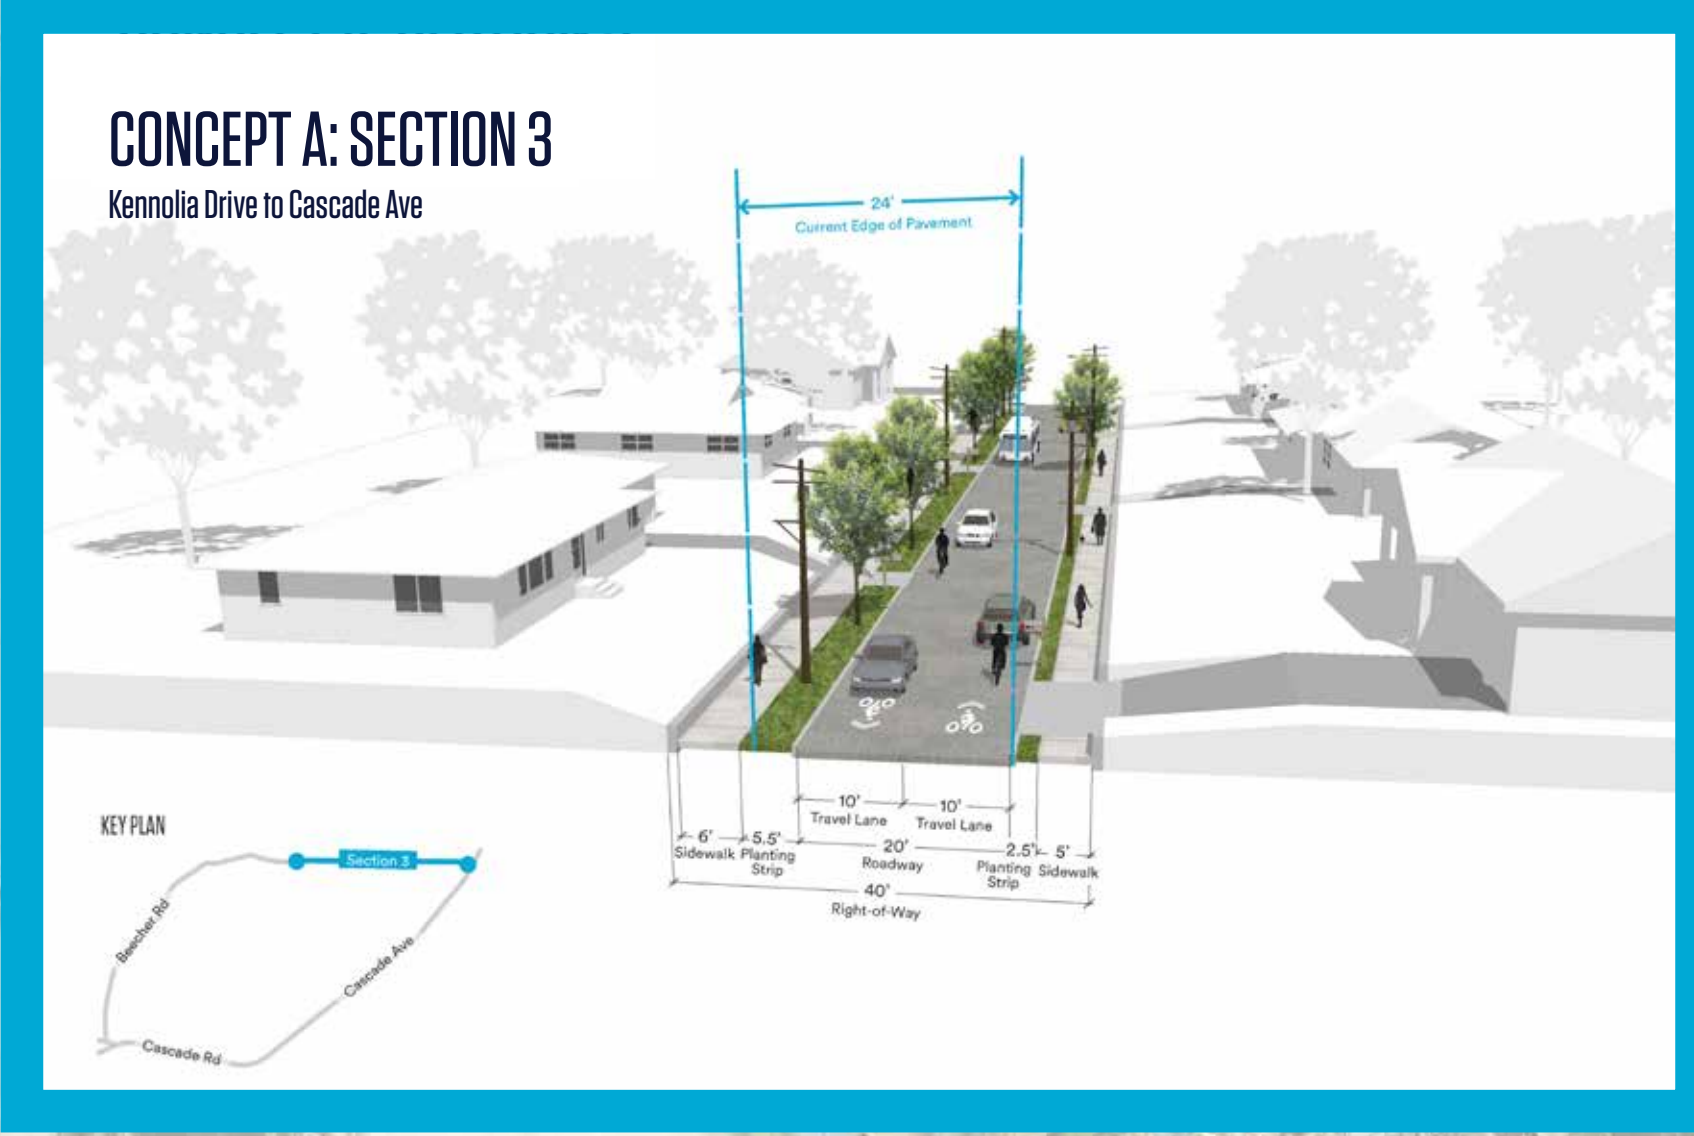 CONCEPT A: SECTION 3
Kennolia Drive to Cascade Ave
24'
Current Edge of Pavement
10'
Travel Lane
10'
Travel Lane
6'
Sidewalk
5.5'
Planting
Strip
20'
Roadway
2.5'
Planting
Strip
5'
Sidewalk
40'
Right-of-Way
KEY PLAN
Section 3
Beecher Rd
Cascade Ave
Cascade Rd